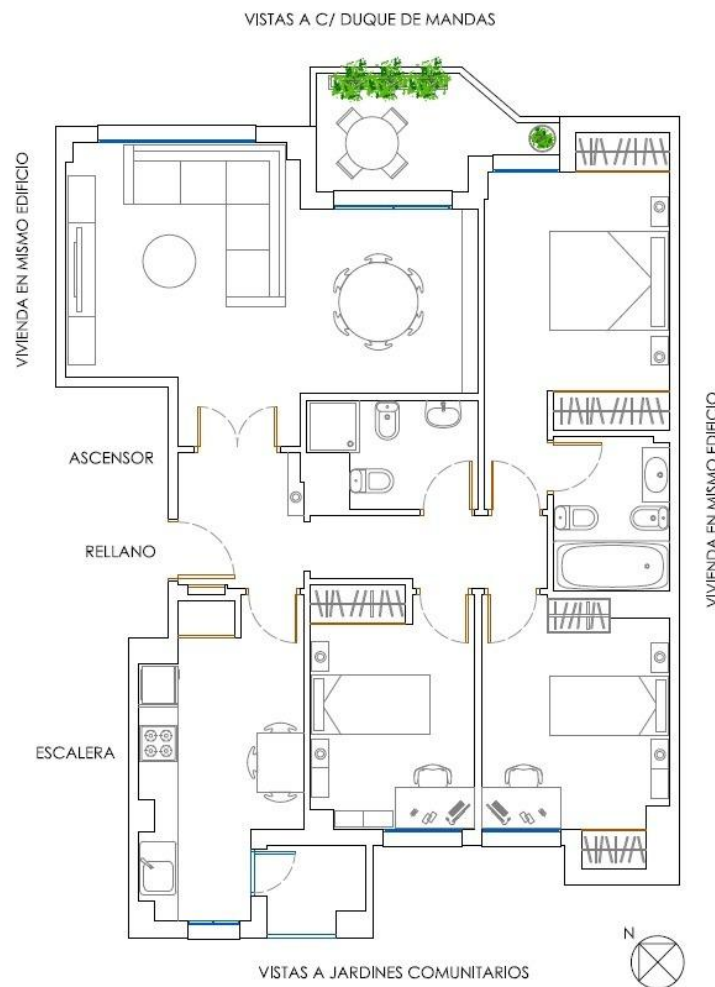 VISTAS A C/ DUQUE DE MANDAS
VIVIENDA EN MISMO EDIFICIO
VIVIENDA EN MISMO EDIFICIO
ASCENSOR
RELLANO
ESCALERA
N
VISTAS A JARDINES COMUNITARIOS